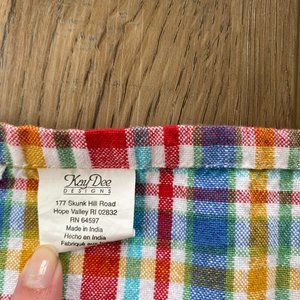 Kay Dee
DESIGNS
177 Skunk Hill Road
Hope Valley RI 02832
RN 64597
Made in India
Hecho en India
Fabriqué